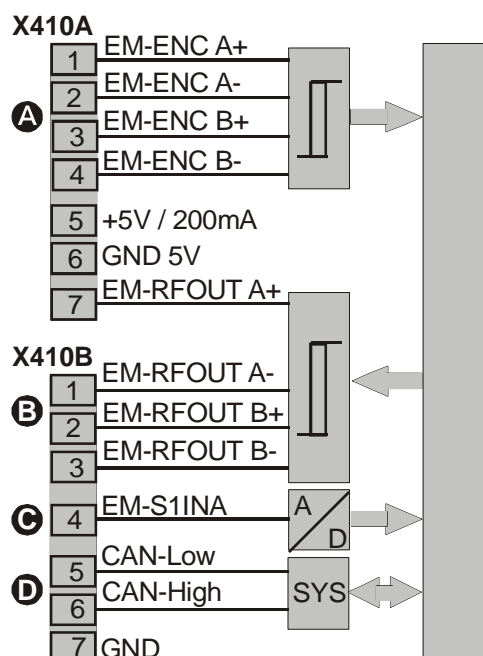 X410A
1 EM-ENC A+
2 EM-ENC A-
A
3 EM-ENC B+
4 EM-ENC B-
5 +5V / 200mA
6 GND 5V
7 EM-RFOUT A+
X410B
1 EM-RFOUT A-
B
2 EM-RFOUT B+
3 EM-RFOUT B-
C 4 EM-S1INA A/D
5 CAN-Low
D SYS
6 CAN-High
7 GND